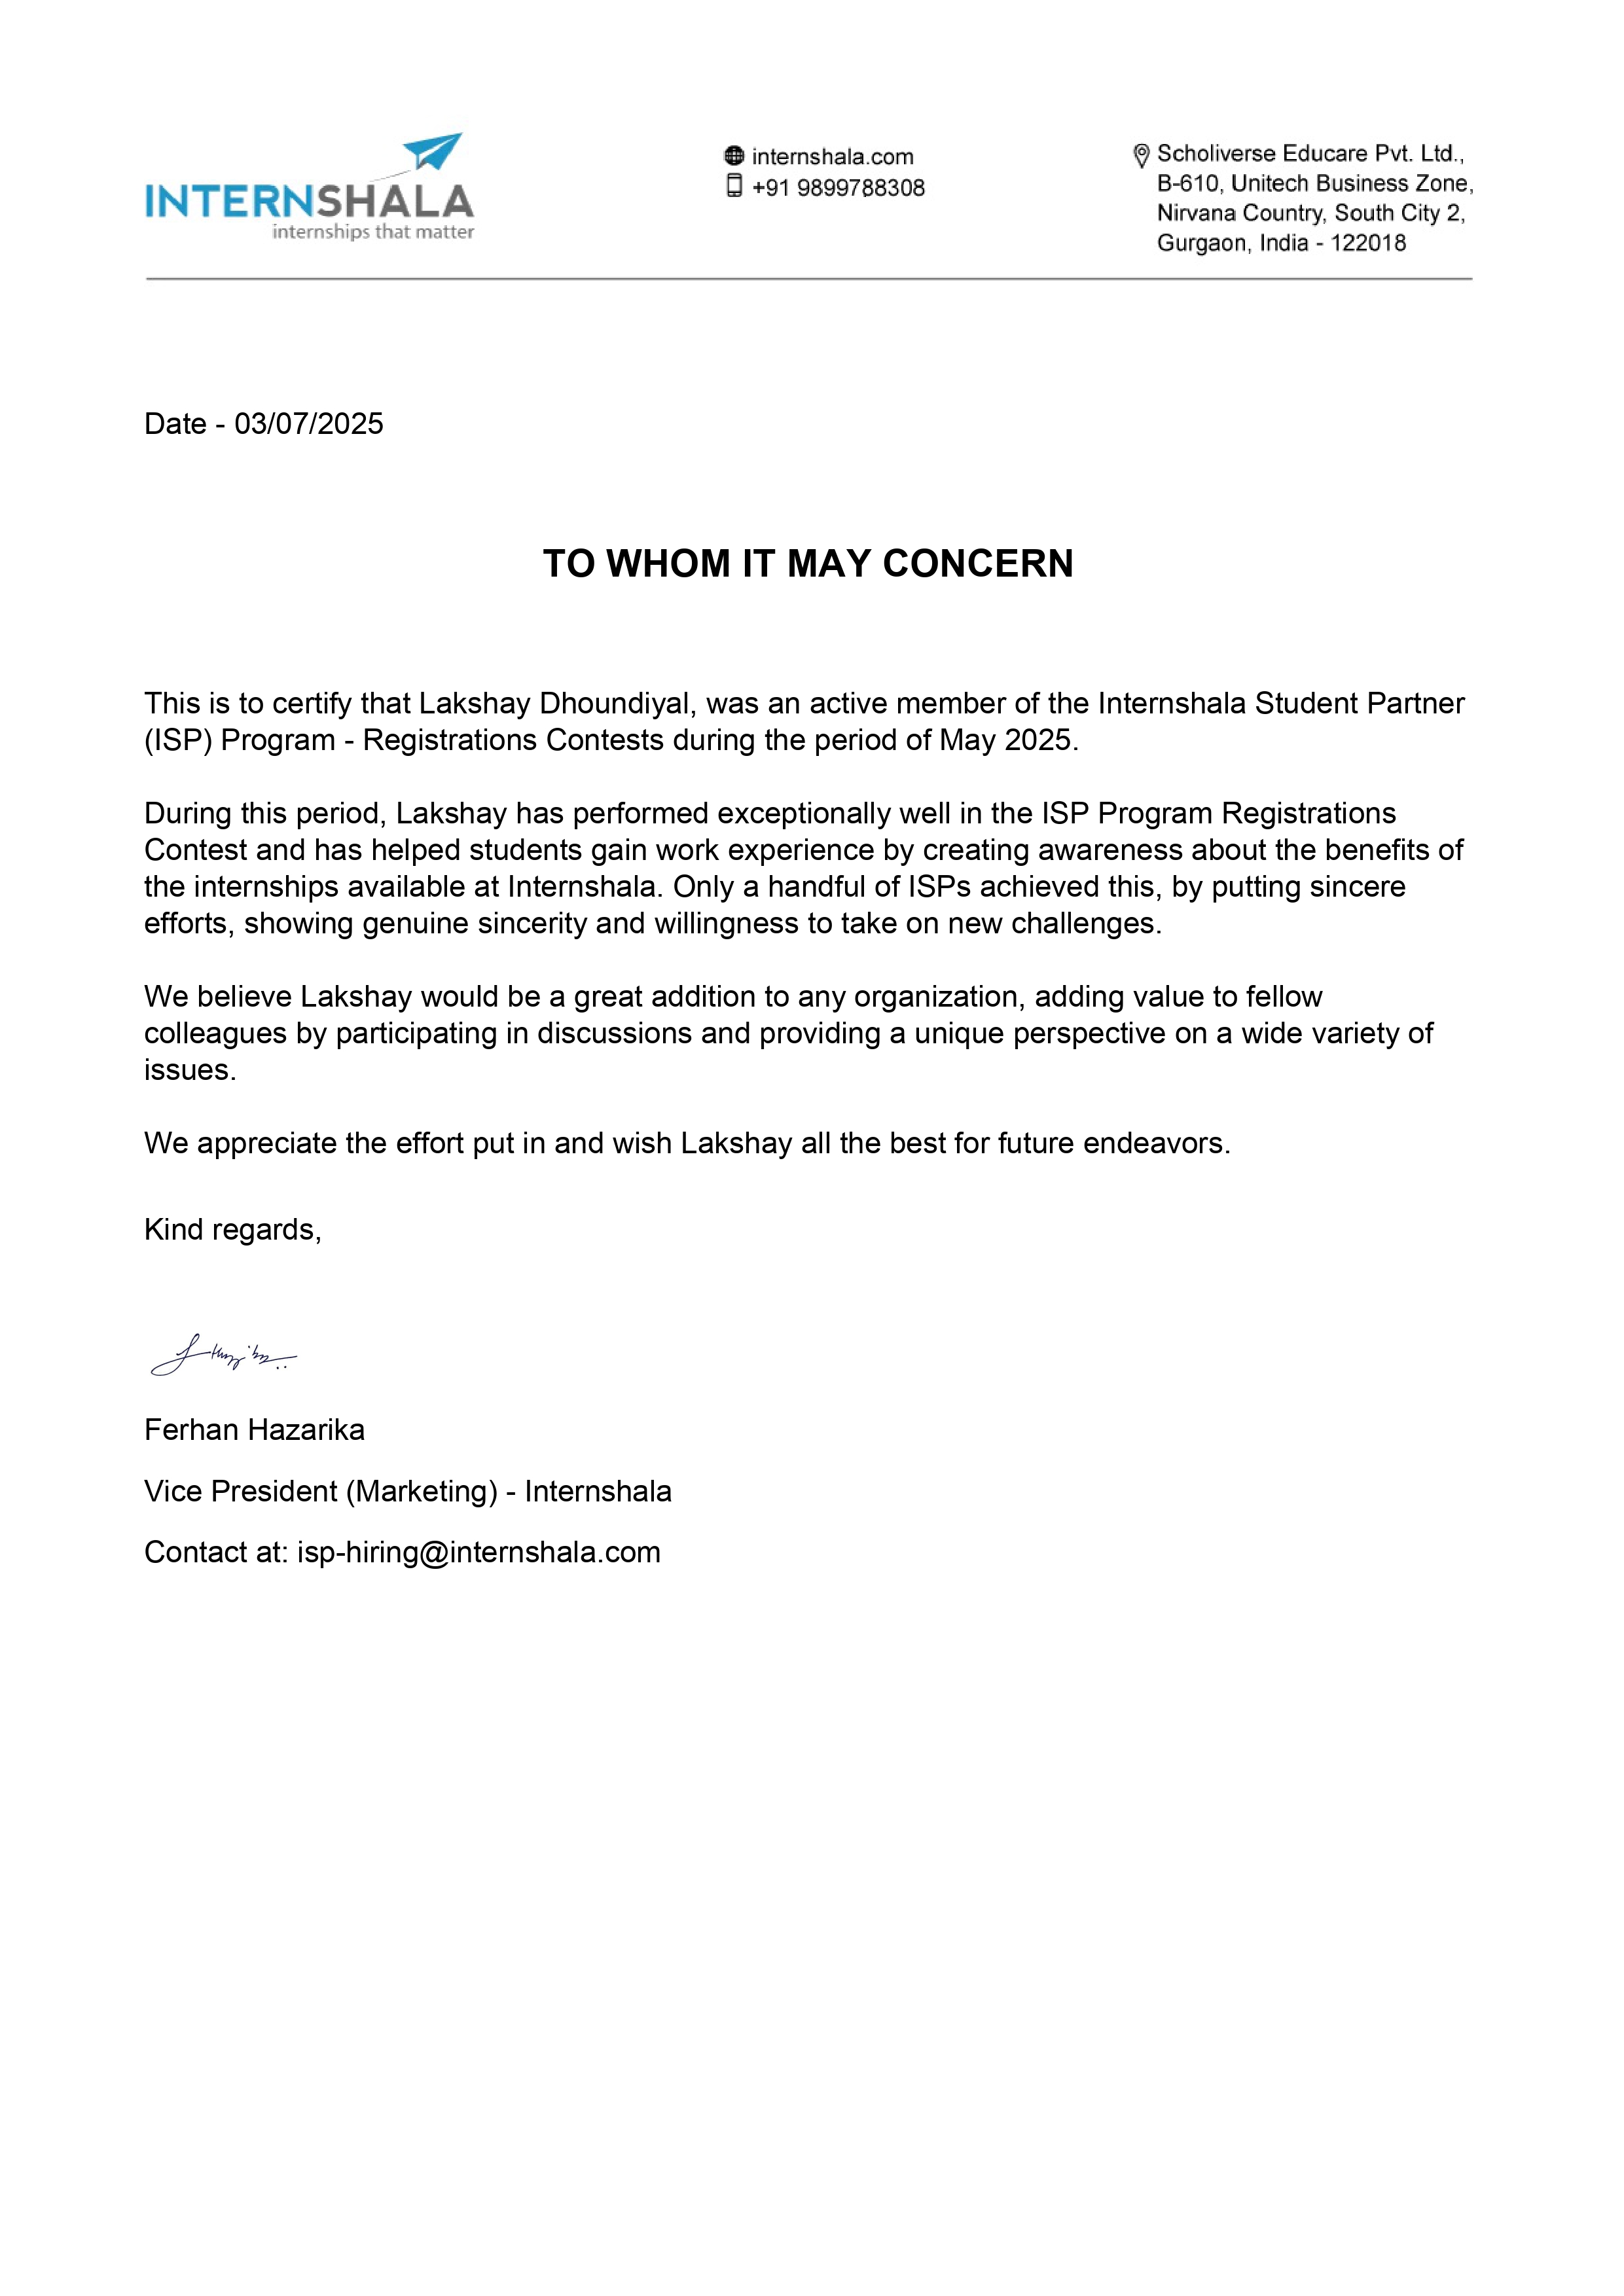 INTERNSHALA
internships that matter
internshala.com
+91 9899788308
Scholiverse Educare Pvt. Ltd.,
B-610, Unitech Business Zone,
Nirvana Country, South City 2,
Gurgaon, India - 122018
Date - 03/07/2025
TO WHOM IT MAY CONCERN
This is to certify that Lakshay Dhoundiyal, was an active member of the Internshala Student Partner
(ISP) Program - Registrations Contests during the period of May 2025.
During this period, Lakshay has performed exceptionally well in the ISP Program Registrations
Contest and has helped students gain work experience by creating awareness about the benefits of
the internships available at Internshala. Only a handful of ISPs achieved this, by putting sincere
efforts, showing genuine sincerity and willingness to take on new challenges.
We believe Lakshay would be a great addition to any organization, adding value to fellow
colleagues by participating in discussions and providing a unique perspective on a wide variety of
issues.
We appreciate the effort put in and wish Lakshay all the best for future endeavors.
Kind regards,
Ferhan Hazarika
Vice President (Marketing) - Internshala
Contact at: isp-hiring@internshala.com